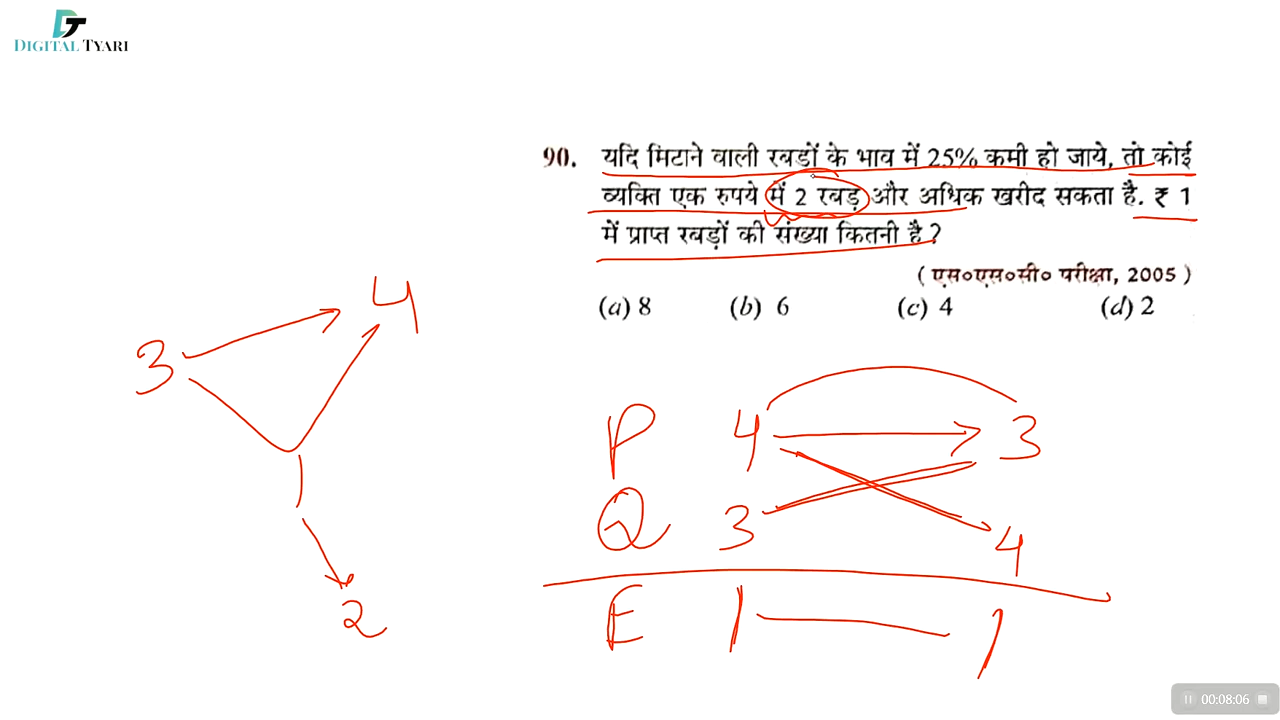 DIGITAL TYARI
90. यदि मिटाने वाली रबडों के भाव में 25% कमी हो जाये, तो कोई
व्यक्ति एक रुपये में 2 रबड़ और अधिक खरीद सकता है. ₹ 1
में प्राप्त रबडों की संख्या कितनी है ?
( एस०एस०सी० परीक्षा, 2005 )
(a) 8 (b) 6 (c) 4 (d) 2
3 4
1
2
P 4 3
Q 3 4
E 1 1
00:08:06